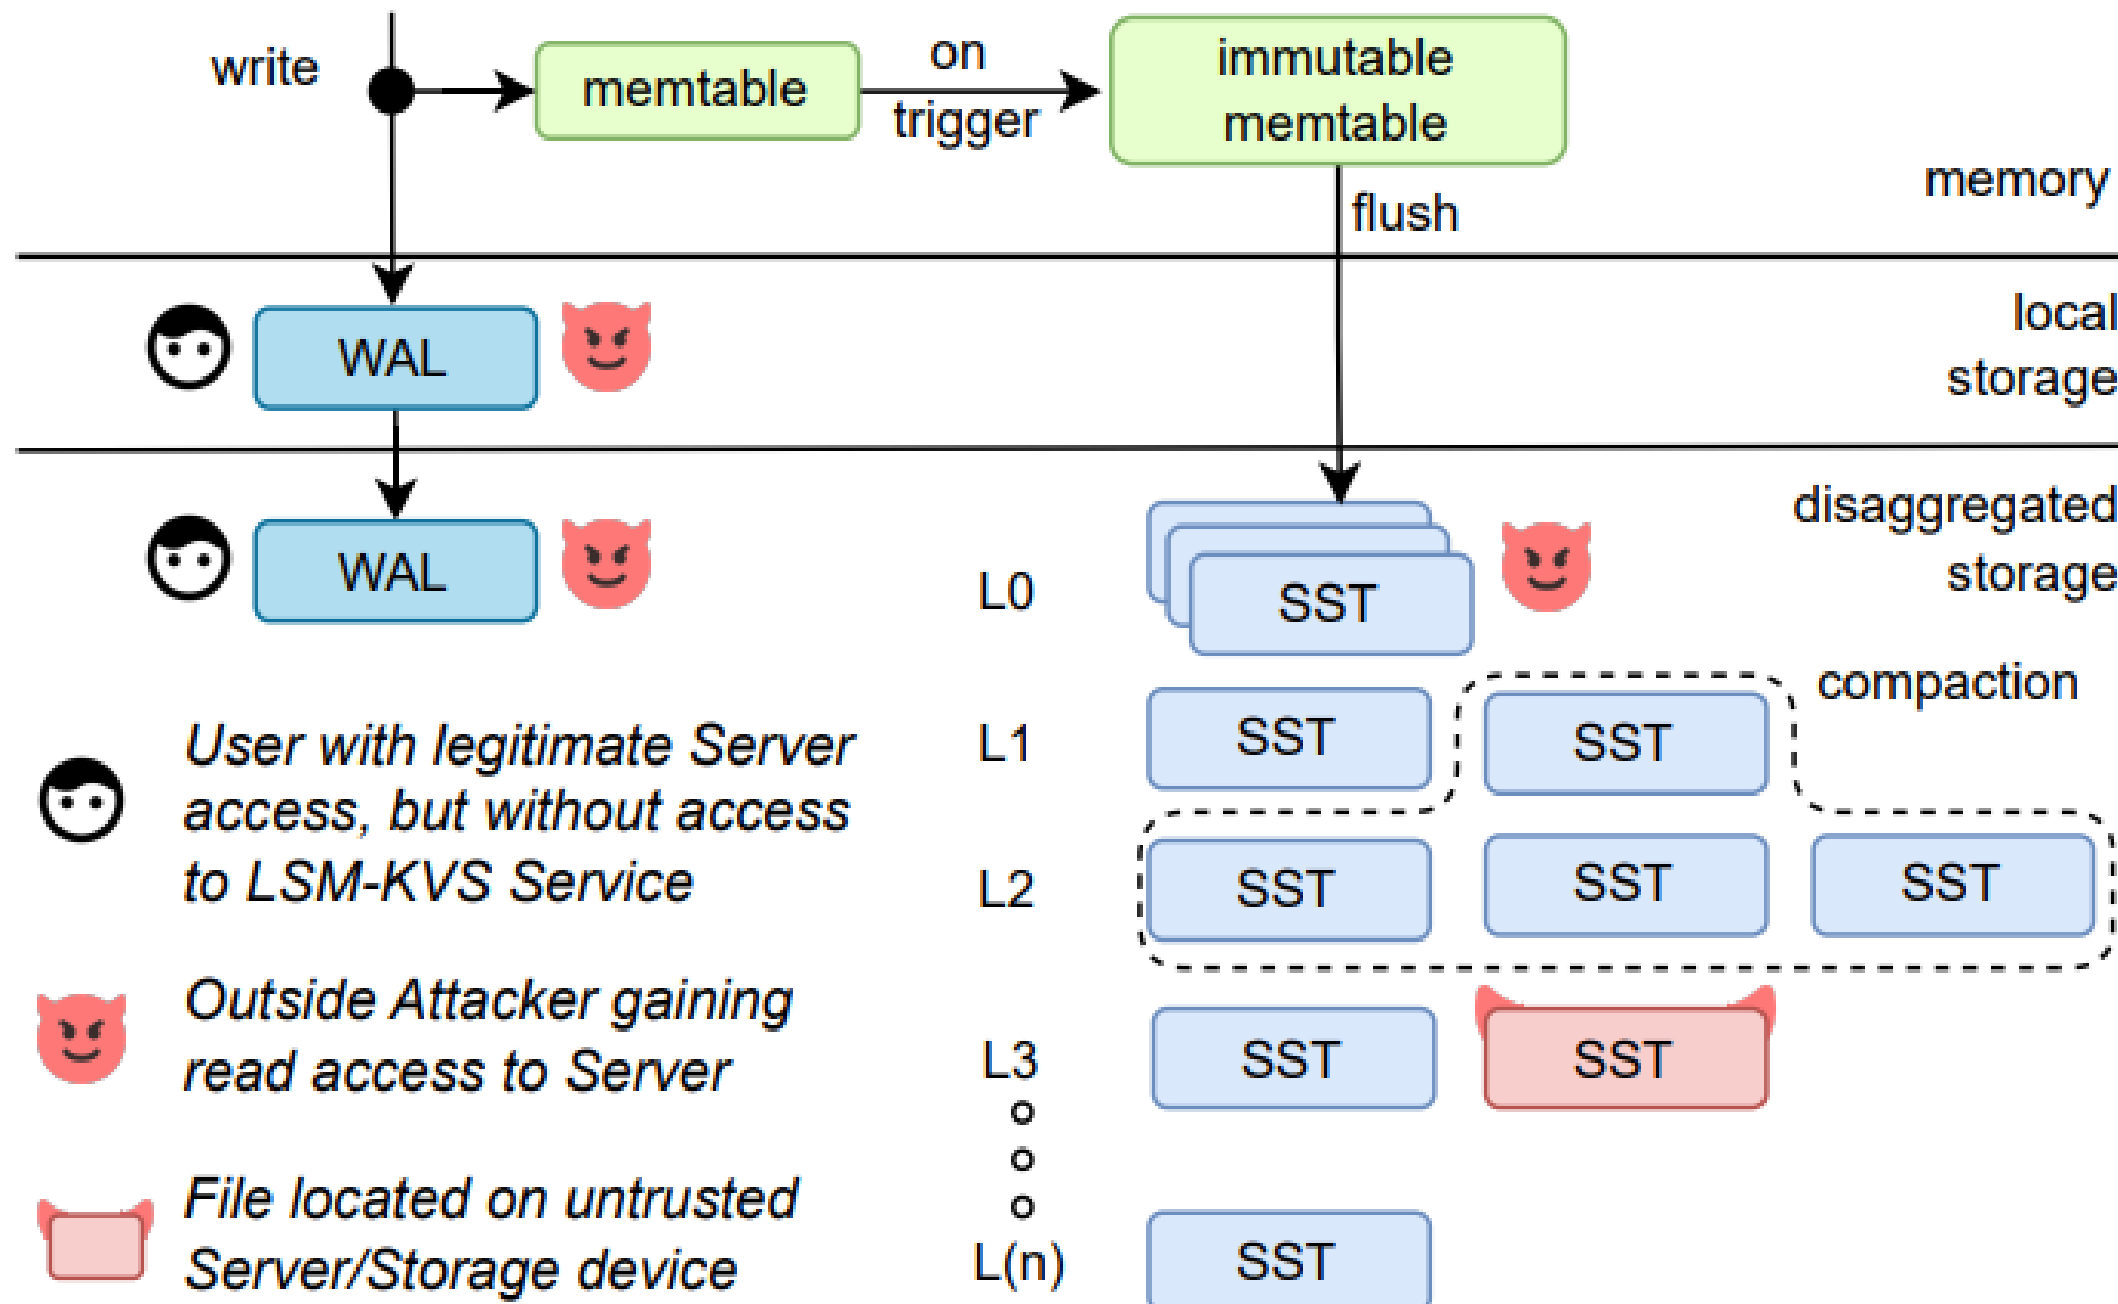 write
memtable
on
trigger
immutable
memtable
memory
flush
WAL
local
storage
WAL
disaggregated
storage
L0
SST
compaction
L1
SST
SST
L2
SST
SST
SST
L3
SST
SST
L(n)
SST
User with legitimate Server
access, but without access
to LSM-KVS Service
Outside Attacker gaining
read access to Server
File located on untrusted
Server/Storage device